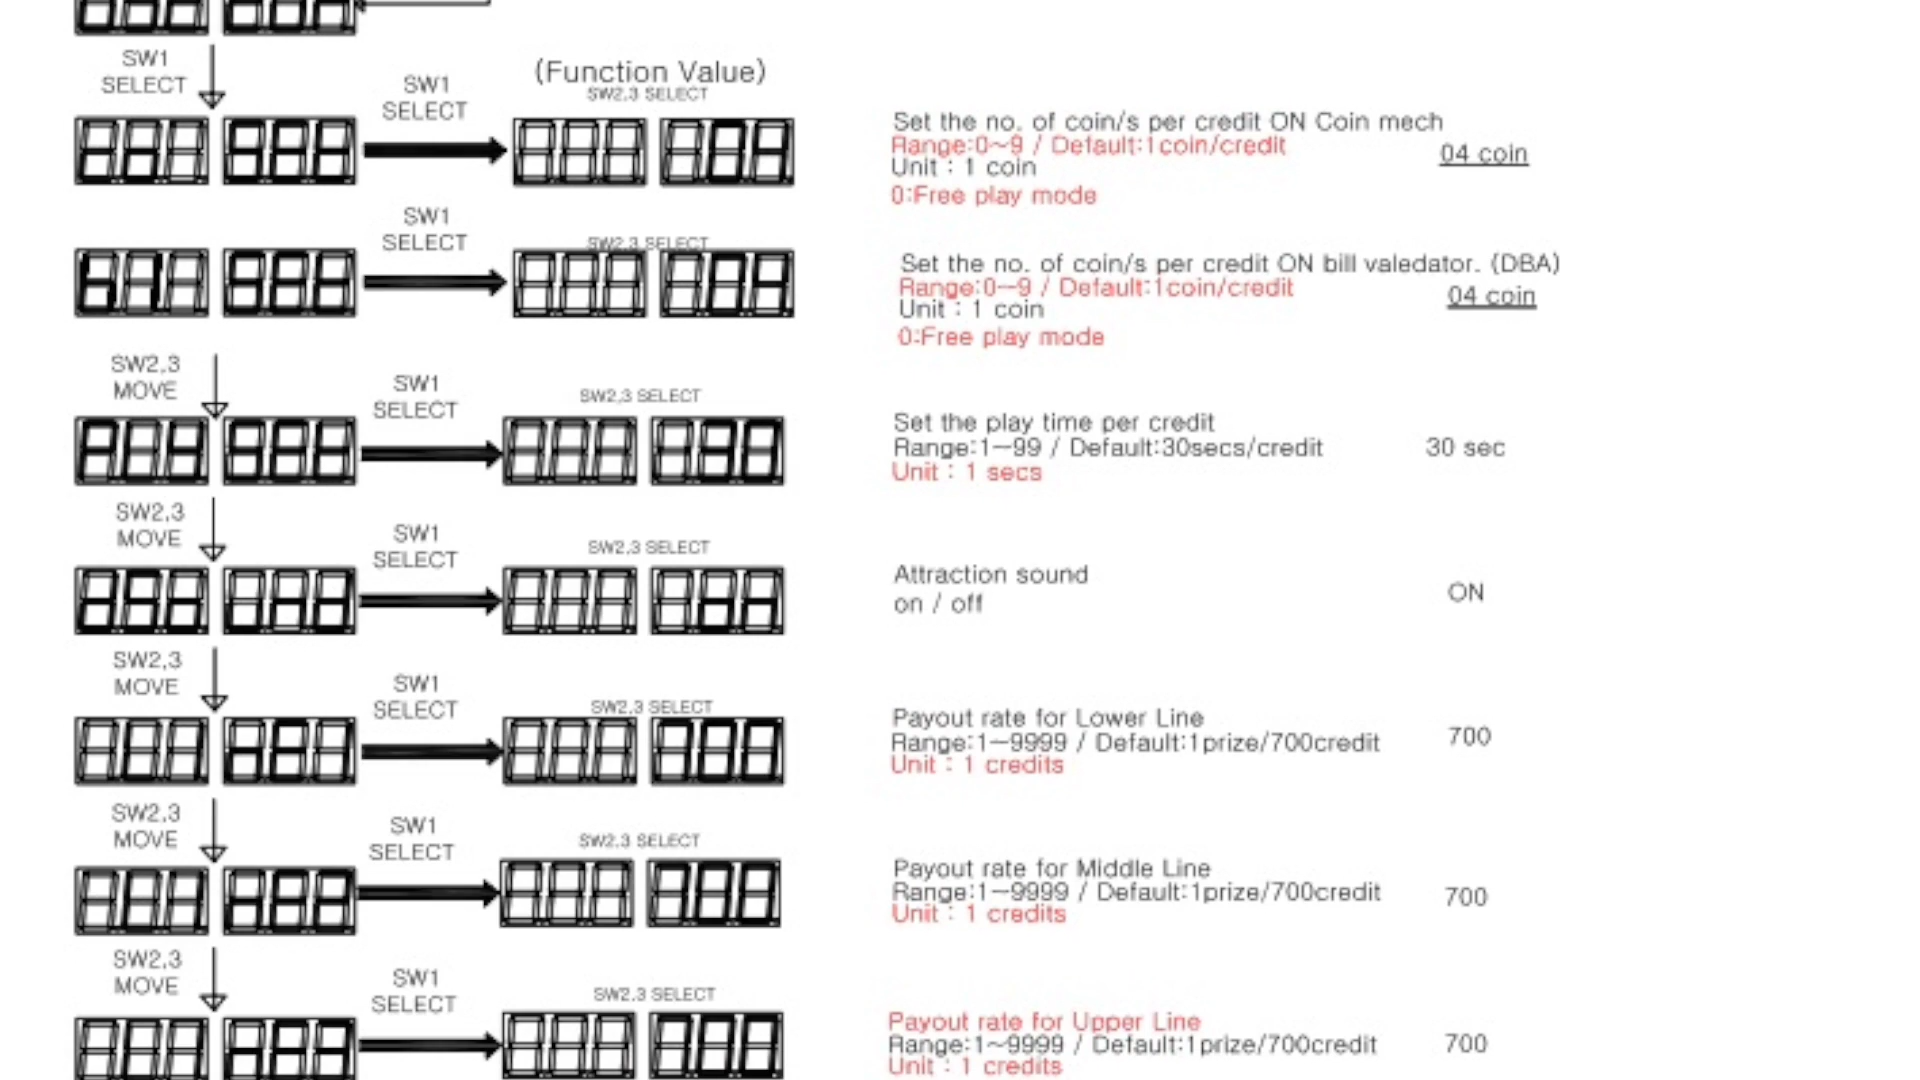 SW1
SELECT
SW1
SELECT
(Function Value)
SW2,3 SELECT
04
Set the no. of coin/s per credit ON Coin mech
Range:0~9 / Default:1coin/credit
Unit : 1 coin
0:Free play mode
04 coin
SW1
SELECT
SW2,3 SELECT
04
Set the no. of coin/s per credit ON bill valedator. (DBA)
Range:0~9 / Default:1coin/credit
Unit : 1 coin
0:Free play mode
04 coin
SW2,3
MOVE
SW1
SELECT
SW2,3 SELECT
Set the play time per credit
Range:1~99 / Default:30secs/credit
Unit : 1 secs
30 sec
SW2,3
MOVE
SW1
SELECT
SW2,3 SELECT
Attraction sound
on / off
ON
SW2,3
MOVE
SW1
SELECT
SW2,3 SELECT
700
Payout rate for Lower Line
Range:1~9999 / Default:1prize/700credit
Unit : 1 credits
700
SW2,3
MOVE
SW1
SELECT
SW2,3 SELECT
700
Payout rate for Middle Line
Range:1~9999 / Default:1prize/700credit
Unit : 1 credits
700
SW2,3
MOVE
SW1
SELECT
SW2,3 SELECT
700
Payout rate for Upper Line
Range:1~9999 / Default:1prize/700credit
Unit : 1 credits
700